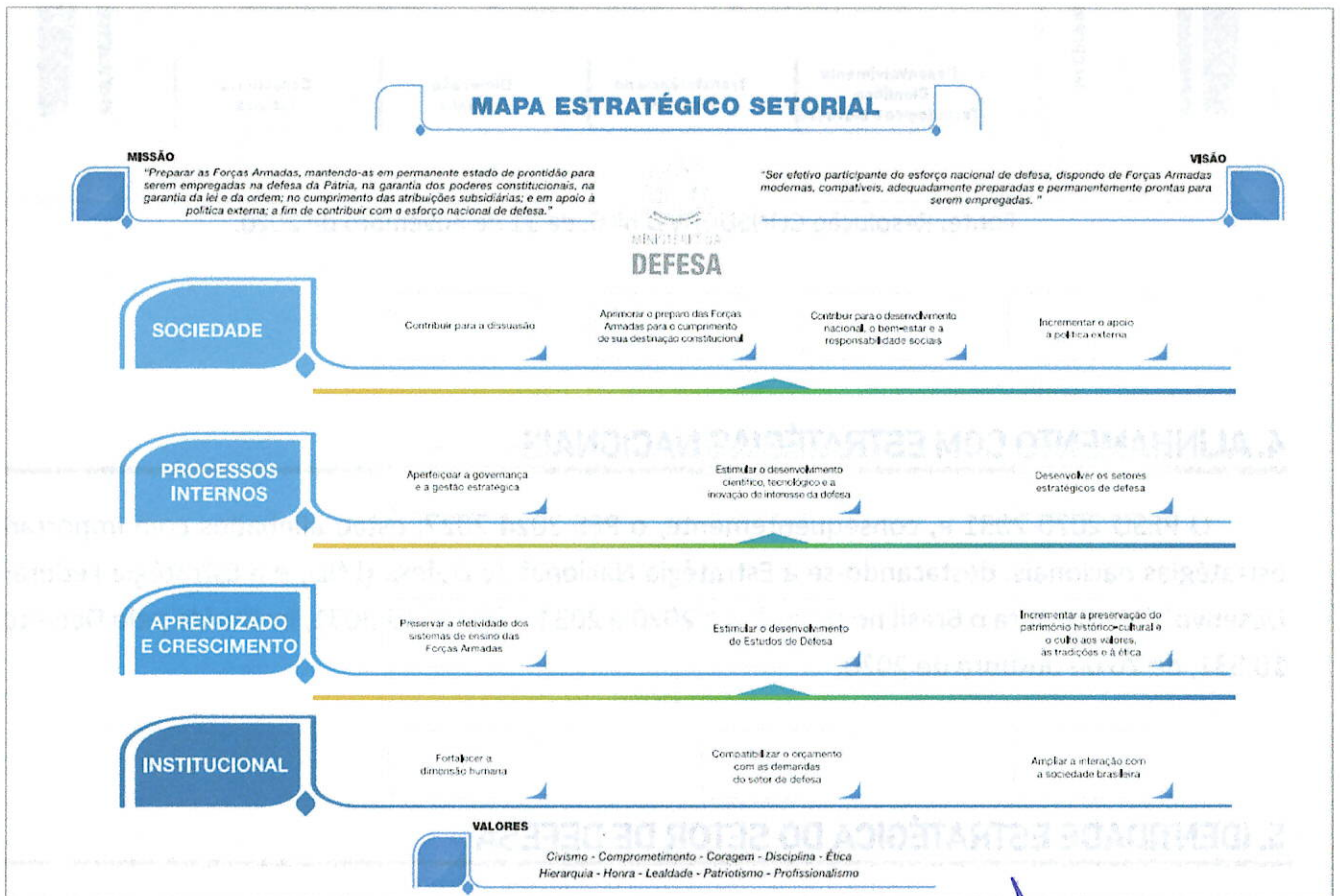 MAPA ESTRATÉGICO SETORIAL
MISSÃO
"Preparar as Forças Armadas, mantendo-as em permanente estado de prontidão para
serem empregadas na defesa da Pátria, na garantia dos poderes constitucionais, na
garantia da lei e da ordem; no cumprimento das atribuições subsidiárias; e em apoio à
política externa; a fim de contribuir com o esforço nacional de defesa."
VISÃO
"Ser efetivo participante do esforço nacional de defesa, dispondo de Forças Armadas
modernas, compatíveis, adequadamente preparadas e permanentemente prontas para
serem empregadas. "
MINISTÉRIO DA
DEFESA
SOCIEDADE
Contribuir para a dissuasão
Aprimorar o preparo das Forças
Armadas para o cumprimento
de sua destinação constitucional
Contribuir para o desenvolvimento
nacional, o bem-estar e a
responsabilidade sociais
Incrementar o apoio
à política externa
PROCESSOS
INTERNOS
Aperfeiçoar a governança
e a gestão estratégica
Estimular o desenvolvimento
científico, tecnológico e a
inovação de interesse da defesa
Desenvolver os setores
estratégicos de defesa
APRENDIZADO
E CRESCIMENTO
Preservar a efetividade dos
sistemas de ensino das
Forças Armadas
Estimular o desenvolvimento
de Estudos de Defesa
Incrementar a preservação do
patrimônio histórico-cultural e
o culto aos valores,
às tradições e à ética
INSTITUCIONAL
Fortalecer a
dimensão humana
Compatibilizar o orçamento
com as demandas
do setor de defesa
Ampliar a interação com
a sociedade brasileira
VALORES
Civismo - Comprometimento - Coragem - Disciplina - Ética
Hierarquia - Honra - Lealdade - Patriotismo - Profissionalismo